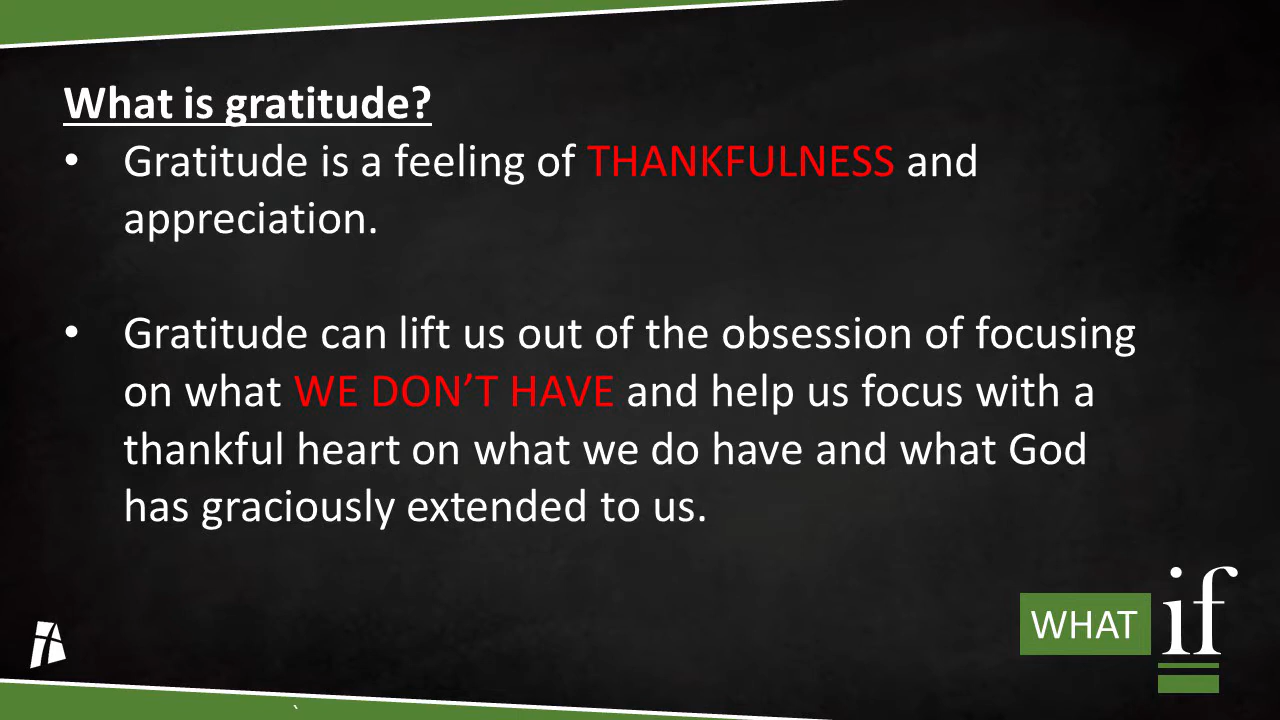 What is gratitude?
• Gratitude is a feeling of THANKFULNESS and
appreciation.
• Gratitude can lift us out of the obsession of focusing
on what WE DON’T HAVE and help us focus with a
thankful heart on what we do have and what God
has graciously extended to us.
WHAT if
`